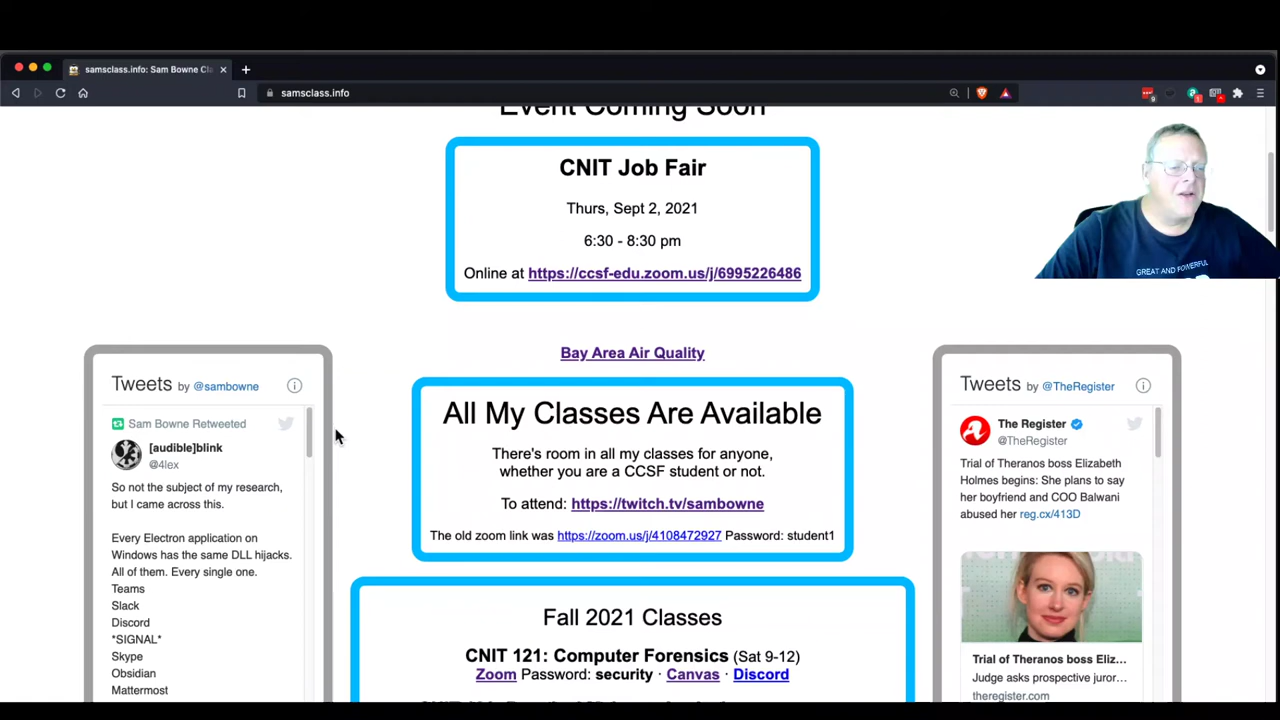 samsclass.info: Sam Bowne Cl
samsclass.info
Event Coming Soon
CNIT Job Fair
Thurs, Sept 2, 2021
6:30 - 8:30 pm
Online at https://ccsf-edu.zoom.us/j/6995226486
GREAT AND POWERFUL
Bay Area Air Quality
Tweets by @sambowne
Sam Bowne Retweeted
[audible]blink
@4lex
So not the subject of my research,
but I came across this.
Every Electron application on
Windows has the same DLL hijacks.
All of them. Every single one.
Teams
Slack
Discord
*SIGNAL*
Skype
Obsidian
Mattermost
All My Classes Are Available
There's room in all my classes for anyone,
whether you are a CCSF student or not.
To attend: https://twitch.tv/sambowne
The old zoom link was https://zoom.us/j/4108472927 Password: student1
Fall 2021 Classes
CNIT 121: Computer Forensics (Sat 9-12)
Zoom Password: security · Canvas · Discord
Tweets by @TheRegister
The Register
@TheRegister
Trial of Theranos boss Elizabeth
Holmes begins: She plans to say
her boyfriend and COO Balwani
abused her reg.cx/413D
Trial of Theranos boss Eliz...
Judge asks prospective juror...
theregister.com